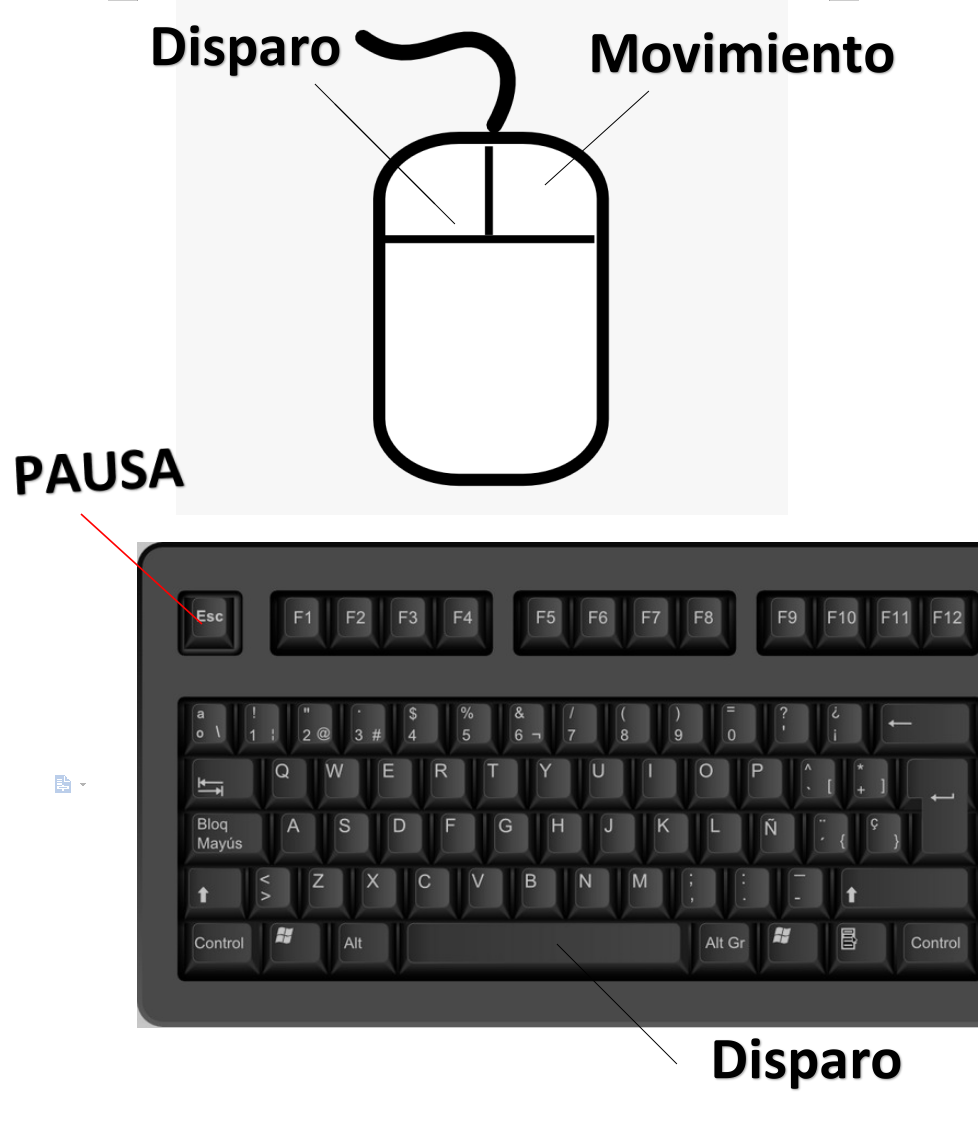 Disparo
Movimiento
PAUSA
Esc F1 F2 F3 F4 F5 F6 F7 F8 F9 F10 F11 F12
a ! " · $ % & / ( ) = ? ¿
o \ 1 ¦ 2 @ 3 # 4 5 6 ¬ 7 8 9 0 ' ¡ ←
Q W E R T Y U I O P ^ ` [ * + ]
Bloq Mayús A S D F G H J K L Ñ ¨ ´ { ç }
< > Z X C V B N M ; , : . _ -
Control Alt Alt Gr Control
Disparo